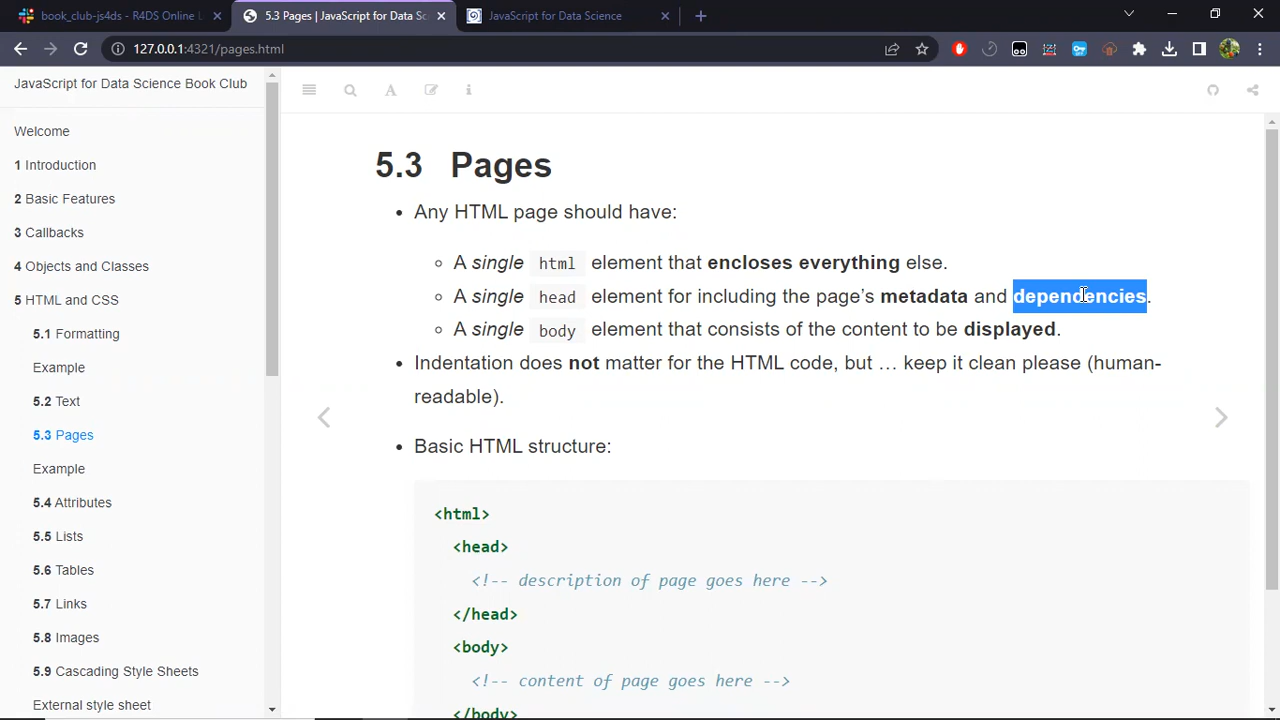 book_club-js4ds - R4DS Online L
5.3 Pages | JavaScript for Data Sc
JavaScript for Data Science
127.0.0.1:4321/pages.html
JavaScript for Data Science Book Club
Welcome
1 Introduction
2 Basic Features
3 Callbacks
4 Objects and Classes
5 HTML and CSS
5.1 Formatting
Example
5.2 Text
5.3 Pages
Example
5.4 Attributes
5.5 Lists
5.6 Tables
5.7 Links
5.8 Images
5.9 Cascading Style Sheets
External style sheet
5.3 Pages
• Any HTML page should have:
A single html element that encloses everything else.
A single head element for including the page's metadata and dependencies.
A single body element that consists of the content to be displayed.
• Indentation does not matter for the HTML code, but … keep it clean please (human-
readable).
• Basic HTML structure:
<html>
<head>
<!-- description of page goes here -->
</head>
<body>
<!-- content of page goes here -->
</body>